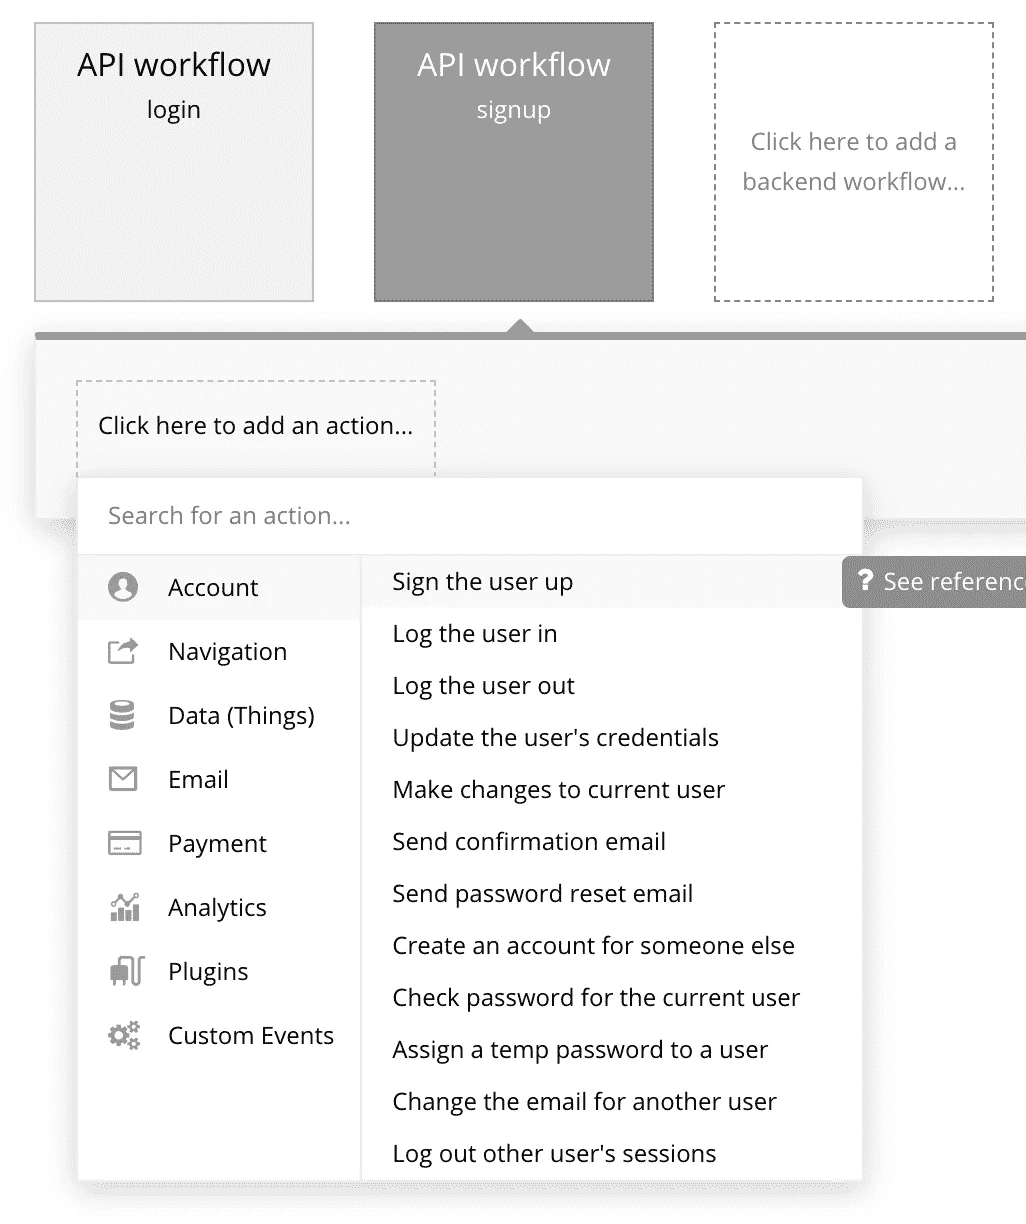 API workflow
login
API workflow
signup
Click here to add a
backend workflow...
Click here to add an action...
Search for an action...
Account
Navigation
Data (Things)
Email
Payment
Analytics
Plugins
Custom Events
Sign the user up
Log the user in
Log the user out
Update the user's credentials
Make changes to current user
Send confirmation email
Send password reset email
Create an account for someone else
Check password for the current user
Assign a temp password to a user
Change the email for another user
Log out other user's sessions
? See referenc